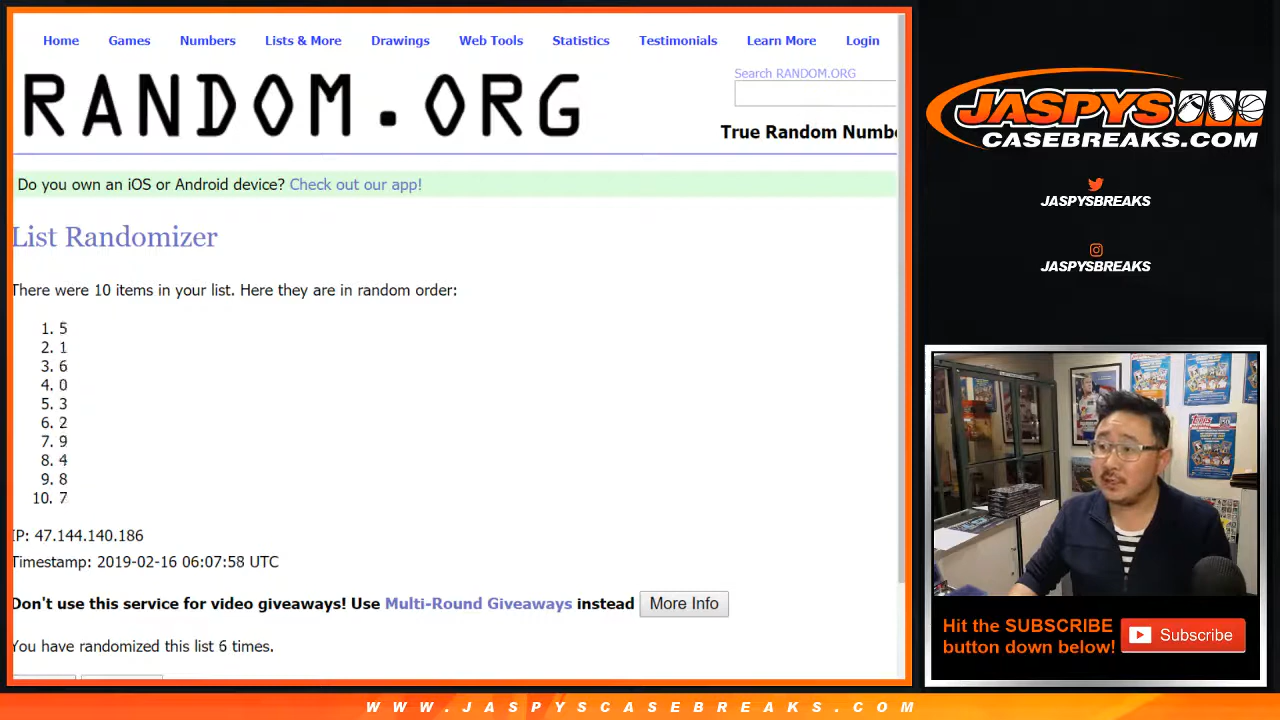 Home Games Numbers Lists & More Drawings Web Tools Statistics Testimonials Learn More Login
RANDOM.ORG
Search RANDOM.ORG
True Random Numbe
Do you own an iOS or Android device? Check out our app!
List Randomizer
There were 10 items in your list. Here they are in random order:
1. 5
2. 1
3. 6
4. 0
5. 3
6. 2
7. 9
8. 4
9. 8
10. 7
IP: 47.144.140.186
Timestamp: 2019-02-16 06:07:58 UTC
Don't use this service for video giveaways! Use Multi-Round Giveaways instead More Info
You have randomized this list 6 times.
JASPYS
CASEBREAKS.COM
JASPYSBREAKS
JASPYSBREAKS
Topps
Hit the SUBSCRIBE
button down below!
Subscribe
WWW.JASPYSCASEBREAKS.COM